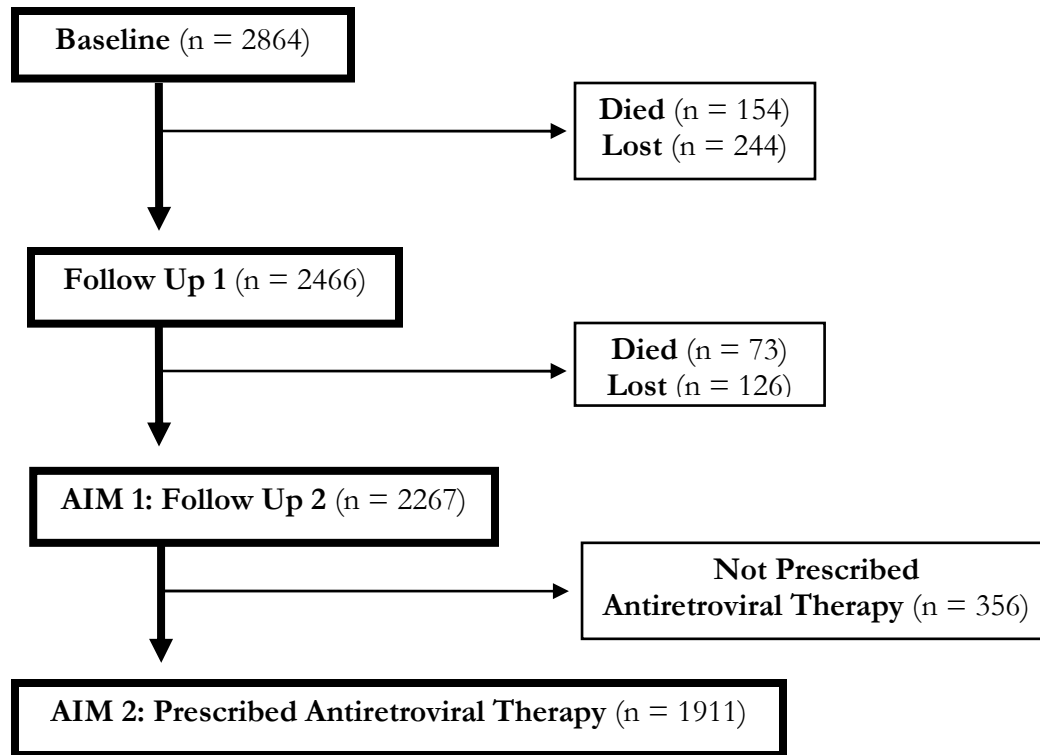 Baseline (n = 2864)
Died (n = 154)
Lost (n = 244)
Follow Up 1 (n = 2466)
Died (n = 73)
Lost (n = 126)
AIM 1: Follow Up 2 (n = 2267)
Not Prescribed
Antiretroviral Therapy (n = 356)
AIM 2: Prescribed Antiretroviral Therapy (n = 1911)